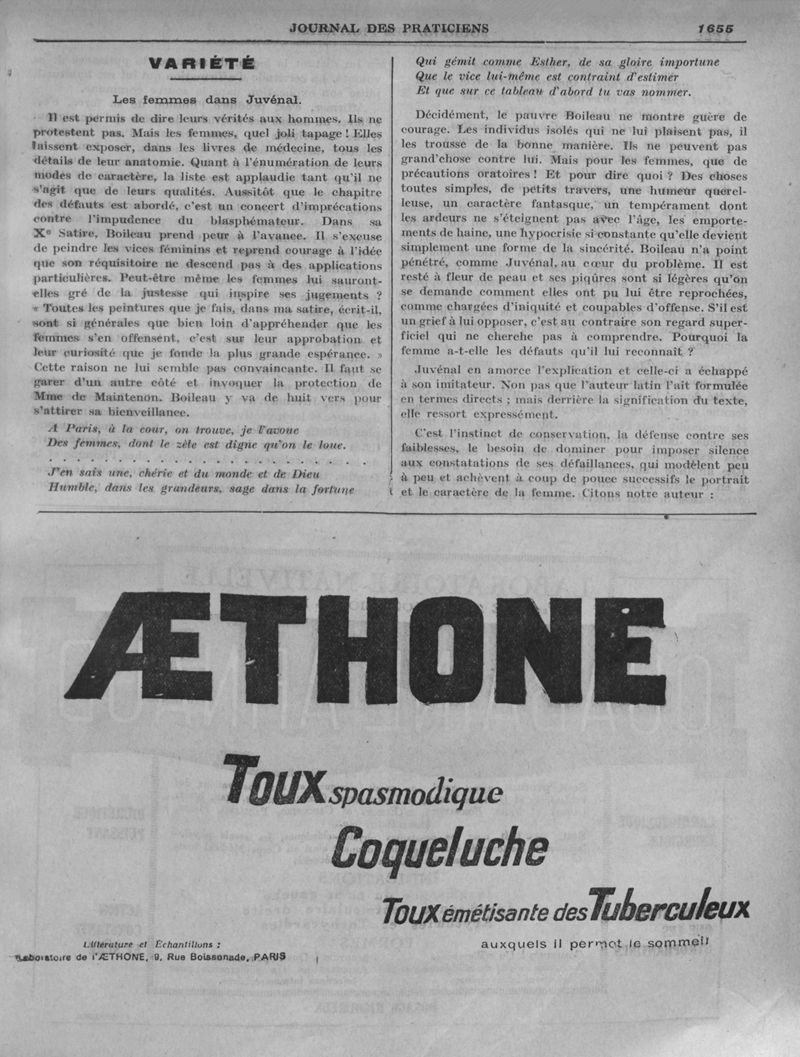 JOURNAL DES PRATICIENS 1655
VARIÉTÉ
Les femmes dans Juvénal.
Il est permis de dire leurs vérités aux hommes. Ils ne
protestent pas. Mais les femmes, quel joli tapage ! Elles
laissent exposer, dans les livres de médecine, tous les
détails de leur anatomie. Quant à l'énumération de leurs
modes de caractère, la liste est applaudie tant qu'il ne
s'agit que de leurs qualités. Aussitôt que le chapitre
des défauts est abordé, c'est un concert d'imprécations
contre l'impudence du blasphémateur. Dans sa
Xe Satire, Boileau prend peur à l'avance. Il s'excuse
de peindre les vices féminins et reprend courage à l'idée
que son réquisitoire ne descend pas à des applications
particulières. Peut-être même les femmes lui sauront-
elles gré de la justesse qui inspire ses jugements ?
« Toutes les peintures que je fais, dans ma satire, écrit-il,
sont si générales que bien loin d'appréhender que les
femmes s'en offensent, c'est sur leur approbation et
leur curiosité que je fonde la plus grande espérance. »
Cette raison ne lui semble pas convaincante. Il faut se
garer d'un autre côté et invoquer la protection de
Mme de Maintenon. Boileau y va de huit vers pour
s'attirer sa bienveillance.
A Paris, à la cour, on trouve, je l'avoue
Des femmes, dont le zèle est digne qu'on le loue.
. . . . . . . . . . . . . . . . . . . .
J'en sais une, chérie et du monde et de Dieu
Humble, dans les grandeurs, sage dans la fortune
Qui gémit comme Esther, de sa gloire importune
Que le vice lui-même est contraint d'estimer
Et que sur ce tableau d'abord tu vas nommer.
Décidément, le pauvre Boileau ne montre guère de
courage. Les individus isolés qui ne lui plaisent pas, il
les trousse de la bonne manière. Ils ne peuvent pas
grand'chose contre lui. Mais pour les femmes, que de
précautions oratoires ! Et pour dire quoi ? Des choses
toutes simples, de petits travers, une humeur querel-
leuse, un caractère fantasque, un tempérament dont
les ardeurs ne s'éteignent pas avec l'âge, les emporte-
ments de haine, une hypocrisie si constante qu'elle devient
simplement une forme de la sincérité. Boileau n'a point
pénétré, comme Juvénal, au cœur du problème. Il est
resté à fleur de peau et ses piqûres sont si légères qu'on
se demande comment elles ont pu lui être reprochées,
comme chargées d'iniquité et coupables d'offense. S'il est
un grief à lui opposer, c'est au contraire son regard super-
ficiel qui ne cherche pas à comprendre. Pourquoi la
femme a-t-elle les défauts qu'il lui reconnaît ?
Juvénal en amorce l'explication et celle-ci a échappé
à son imitateur. Non pas que l'auteur latin l'ait formulée
en termes directs ; mais derrière la signification du texte,
elle ressort expressément.
C'est l'instinct de conservation, la défense contre ses
faiblesses, le besoin de dominer pour imposer silence
aux constatations de ses défaillances, qui modèlent peu
à peu et achèvent à coup de pouce successifs le portrait
et le caractère de la femme. Citons notre auteur :
ÆTHONE
Toux spasmodique
Coqueluche
Toux émétisante des Tuberculeux
auxquels il permet le sommeil
Littérature et Echantillons :
Laboratoire de l'ÆTHONE, 9, Rue Boissonade, PARIS